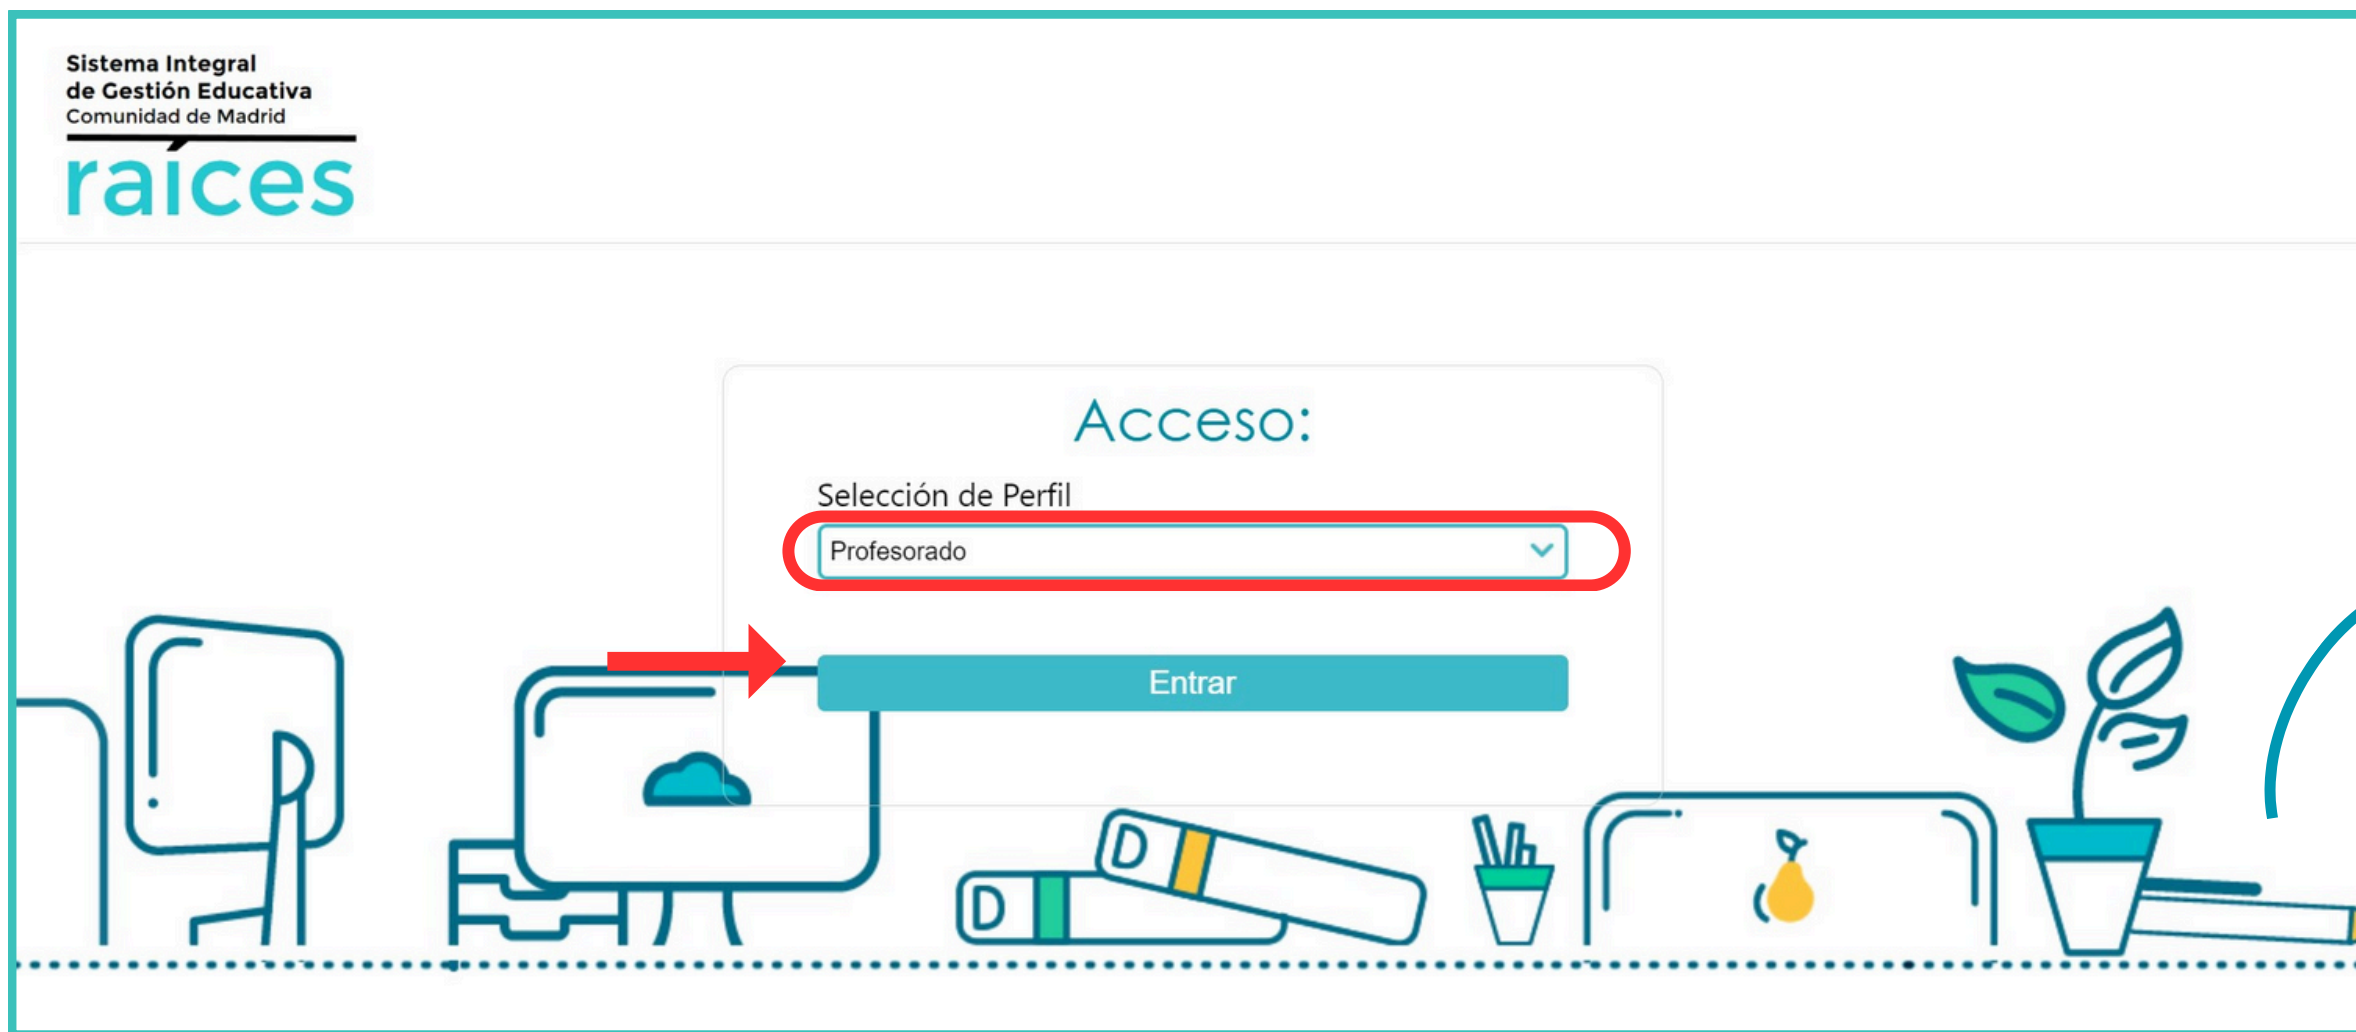 Sistema Integral
de Gestión Educativa
Comunidad de Madrid
raíces
Acceso:
Selección de Perfil
Profesorado
Entrar
D
D